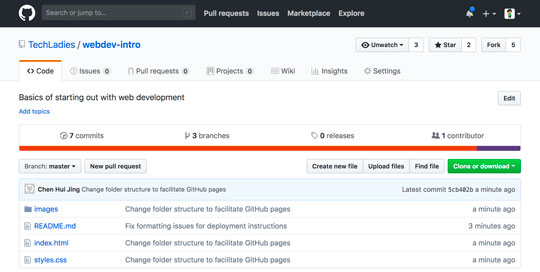 Search or jump to... / Pull requests Issues Marketplace Explore
TechLadies / webdev-intro Unwatch 3 Star 2 Fork 5
Code Issues 0 Pull requests 0 Projects 0 Wiki Insights Settings
Basics of starting out with web development Edit
Add topics
7 commits 3 branches 0 releases 1 contributor
Branch: master New pull request Create new file Upload files Find file Clone or download
Chen Hui Jing Change folder structure to facilitate GitHub pages Latest commit 5cb402b a minute ago
images Change folder structure to facilitate GitHub pages a minute ago
README.md Fix formatting issues for deployment instructions 3 minutes ago
index.html Change folder structure to facilitate GitHub pages a minute ago
styles.css Change folder structure to facilitate GitHub pages a minute ago